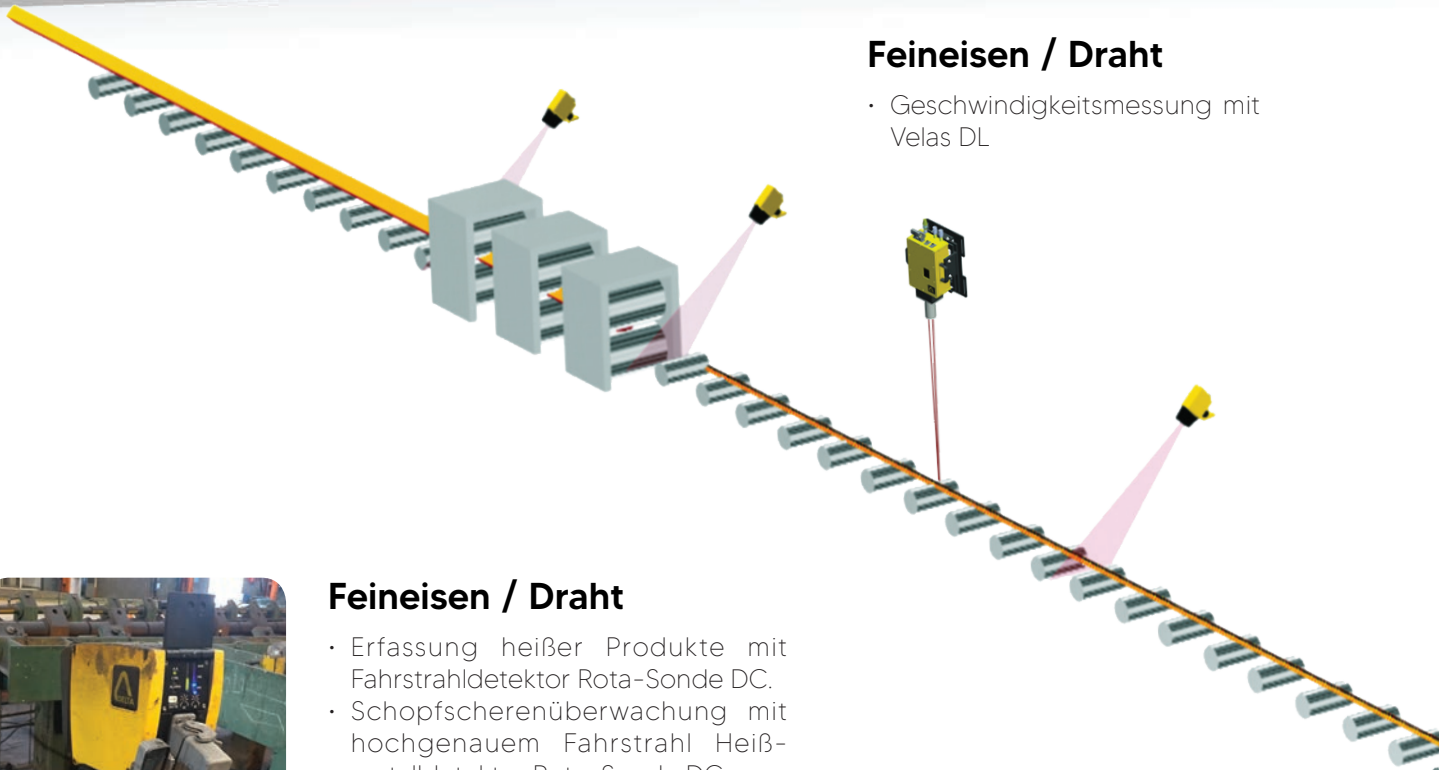 Feineisen / Draht
• Geschwindigkeitsmessung mit
Velas DL
Feineisen / Draht
• Erfassung heißer Produkte mit
Fahrstrahldetektor Rota-Sonde DC.
• Schopfscherenüberwachung mit
hochgenauem Fahrstrahl Heiß-